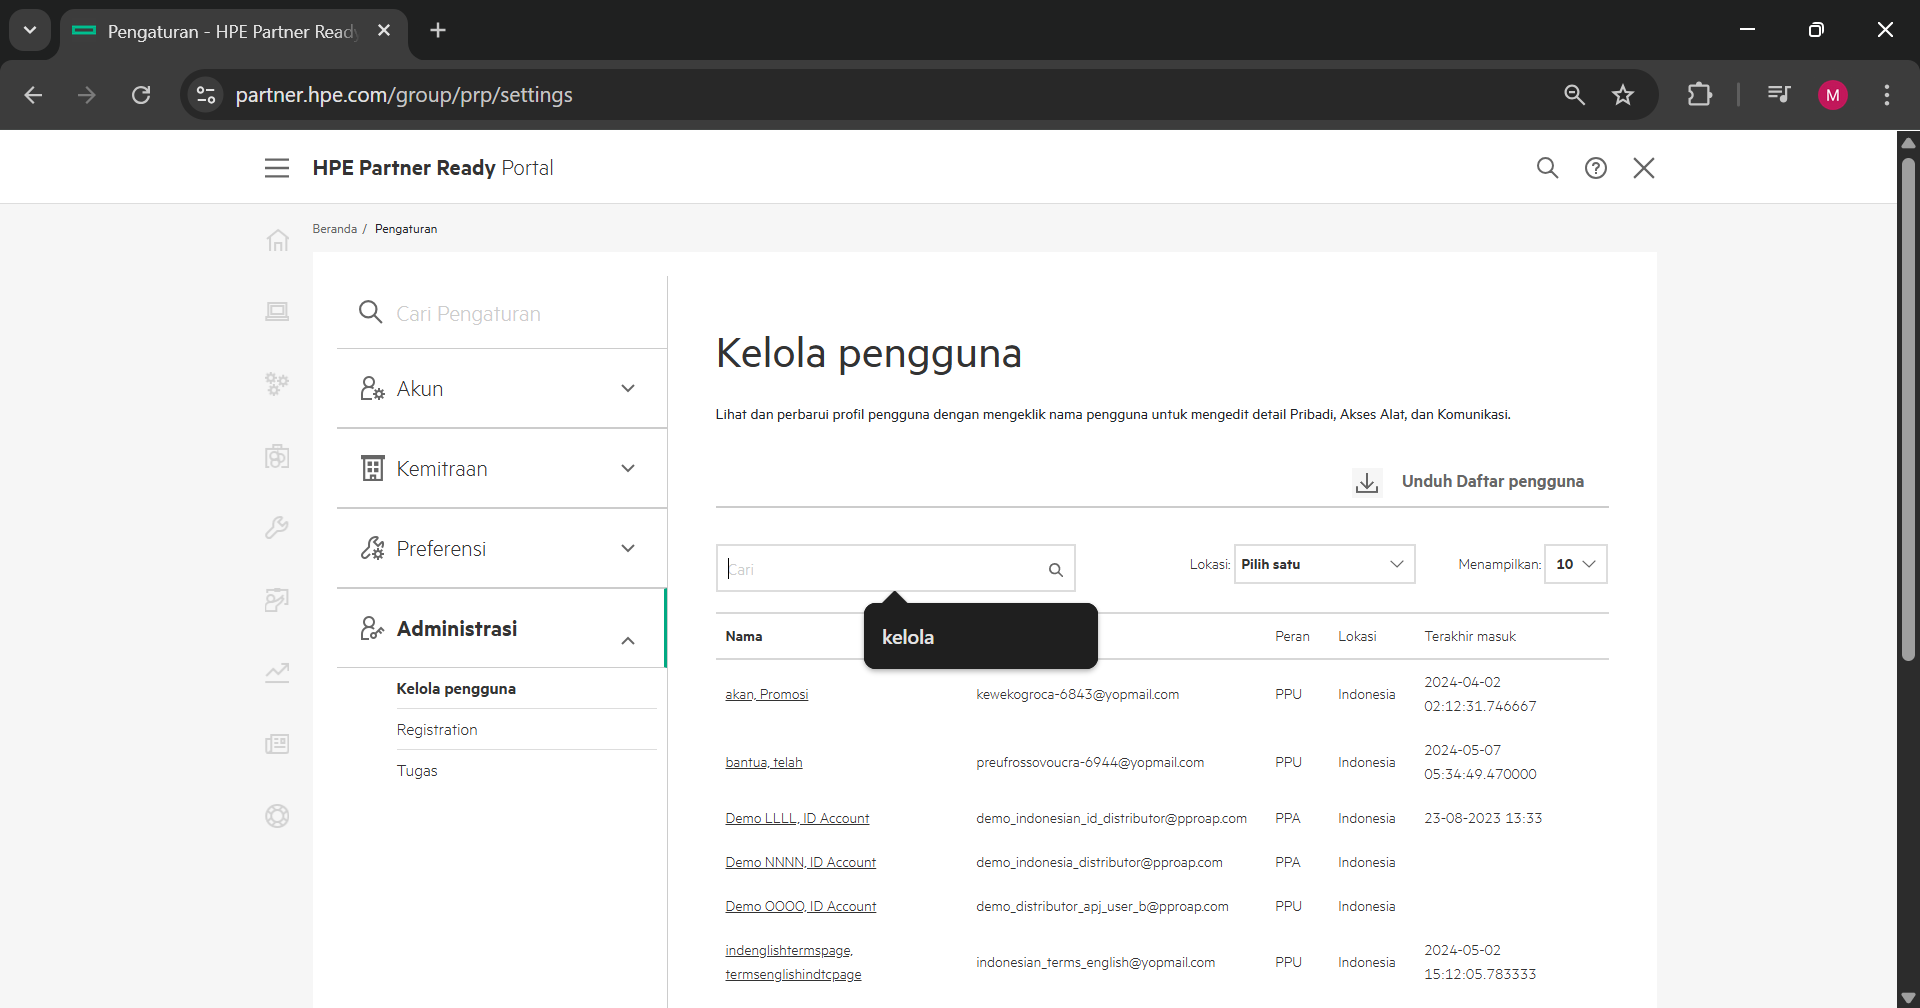 Pengaturan - HPE Partner Read
partner.hpe.com/group/prp/settings
M
HPE Partner Ready Portal
Beranda / Pengaturan
Cari Pengaturan
Akun
Kemitraan
Preferensi
Administrasi
Kelola pengguna
Registration
Tugas
Kelola pengguna
Lihat dan perbarui profil pengguna dengan mengeklik nama pengguna untuk mengedit detail Pribadi, Akses Alat, dan Komunikasi.
Unduh Daftar pengguna
Cari
Lokasi: Pilih satu
Menampilkan: 10
kelola
Nama Peran Lokasi Terakhir masuk
akan, Promosi kewekogroca-6843@yopmail.com PPU Indonesia 2024-04-02
02:12:31.746667
bantua, telah preufrossovoucra-6944@yopmail.com PPU Indonesia 2024-05-07
05:34:49.470000
Demo LLLL, ID Account demo_indonesian_id_distributor@pproap.com PPA Indonesia 23-08-2023 13:33
Demo NNNN, ID Account demo_indonesia_distributor@pproap.com PPA Indonesia
Demo OOOO, ID Account demo_distributor_apj_user_b@pproap.com PPU Indonesia
indenglishtermspage,
termsenglishindtcpage indonesian_terms_english@yopmail.com PPU Indonesia 2024-05-02
15:12:05.783333